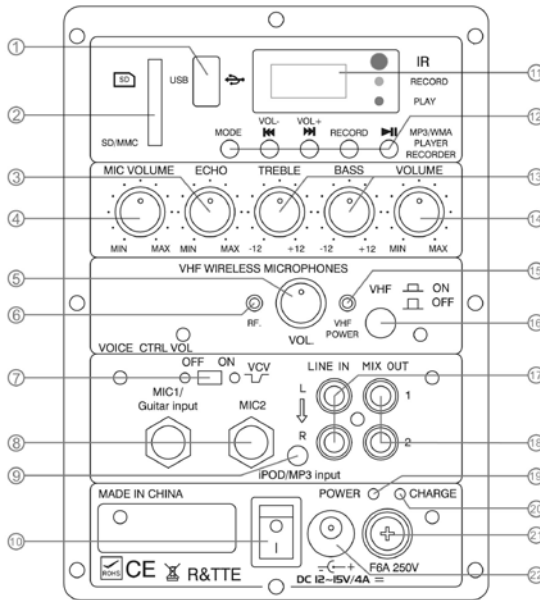 1
IR
11
SD
USB
RECORD
2
PLAY
12
VOL-
VOL+
MODE
RECORD
MP3/WMA
PLAYER
RECORDER
SD/MMC
3
MIC VOLUME
ECHO
TREBLE
BASS
VOLUME
13
4
14
MIN
MAX
MIN
MAX
-12
+12
-12
+12
MIN
MAX
VHF WIRELESS MICROPHONES
5
15
VHF
ON
OFF
6
RF.
VHF
POWER
16
VOL.
VOICE CTRL VOL
OFF
ON
VCV
LINE IN
MIX OUT
7
17
MIC1/
Guitar input
MIC2
L
1
8
R
2
18
9
iPOD/MP3 input
MADE IN CHINA
POWER
CHARGE
19
20
10
I
21
ROHS
CE
R&TTE
F6A 250V
22
DC 12~15V/4A